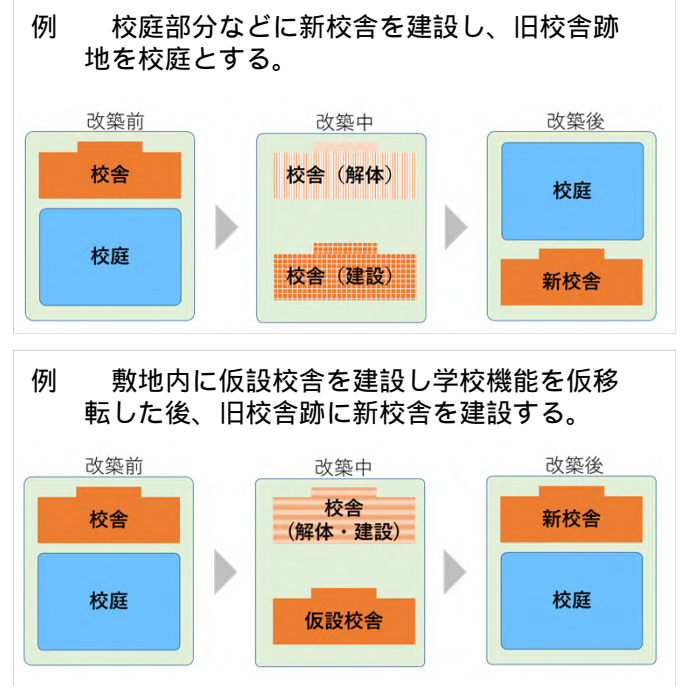 例　校庭部分などに新校舎を建設し、旧校舎跡
地を校庭とする。
改築前
改築中
改築後
校舎
校舎（解体）
校庭
校庭
校舎（建設）
新校舎
例　敷地内に仮設校舎を建設し学校機能を仮移
転した後、旧校舎跡に新校舎を建設する。
改築前
改築中
改築後
校舎
校舎
（解体・建設）
新校舎
校庭
仮設校舎
校庭